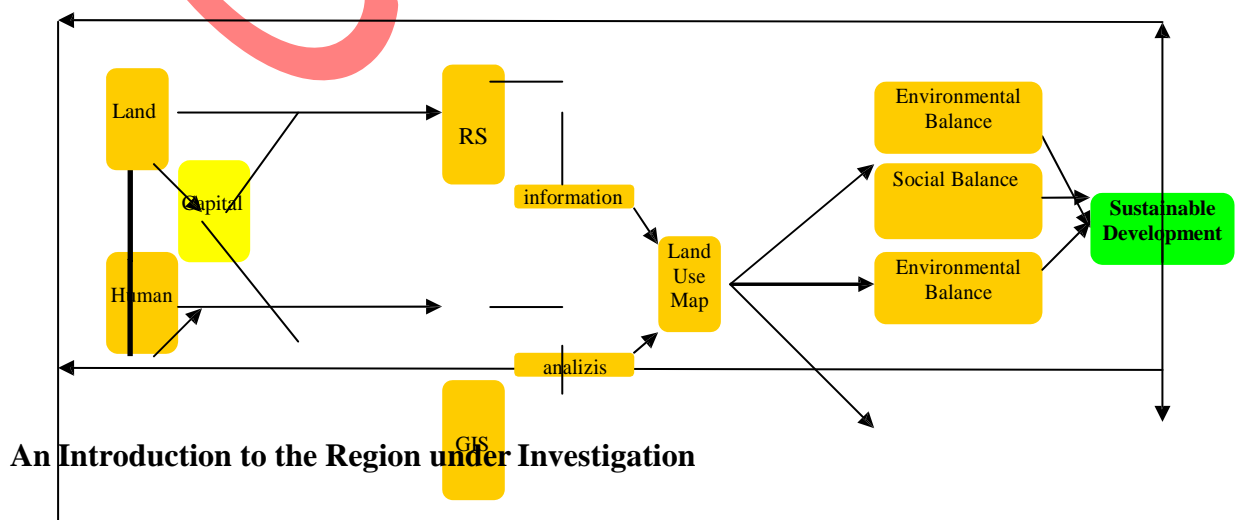 Land
RS
Environmental
Balance
Capital
information
Social Balance
Sustainable
Development
Land
Use
Map
Human
Environmental
Balance
analizis
GIS
An Introduction to the Region under Investigation